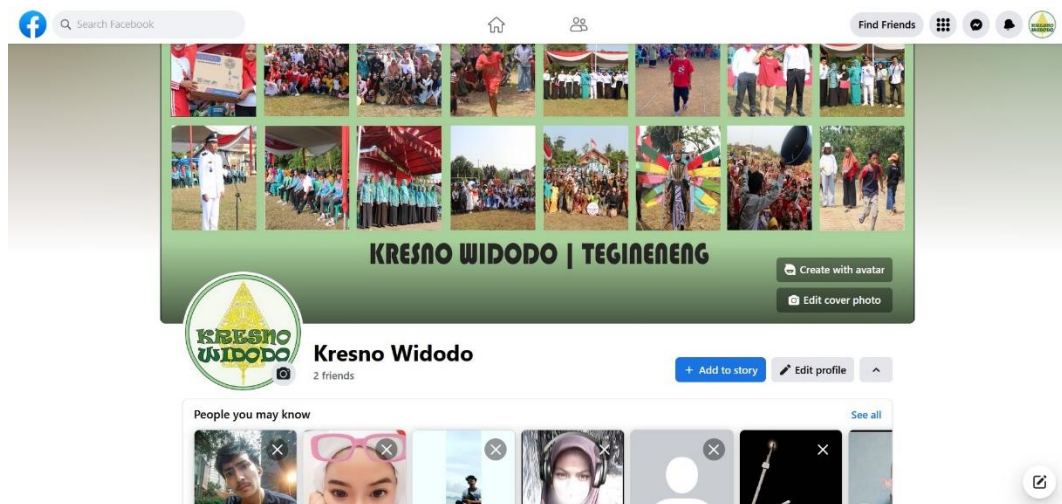 Search Facebook
Find Friends
KRESNO WIDODO | TEGINENENG
Create with avatar
Edit cover photo
KRESNO
WIDODO
Kresno Widodo
2 friends
+ Add to story
Edit profile
People you may know
See all